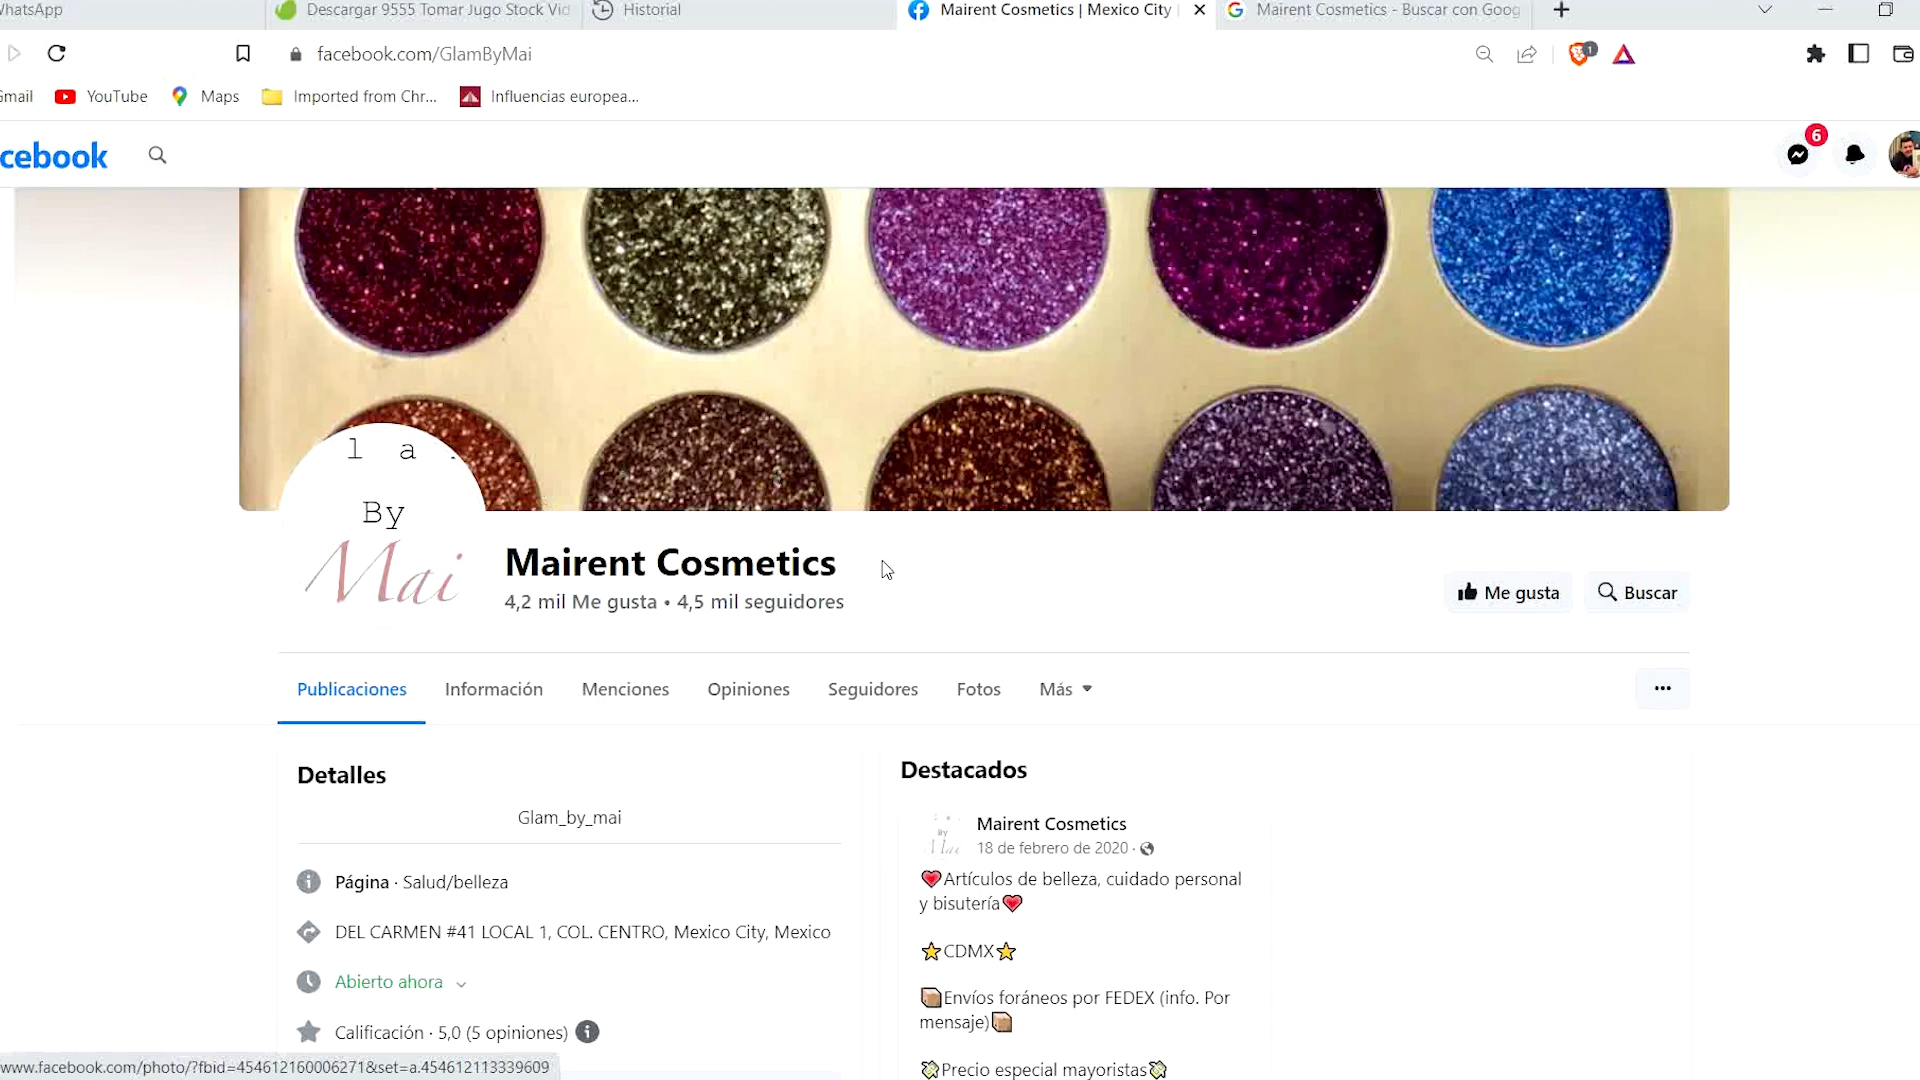 WhatsApp
Descargar 9555 Tomar Jugo Stock Vid
Historial
Mairent Cosmetics | Mexico City
Mairent Cosmetics - Buscar con Goog
facebook.com/GlamByMai
1
Gmail
YouTube
Maps
Imported from Chr...
Influencias europea...
cebook
6
l a
By
Mai
Mairent Cosmetics
4,2 mil Me gusta • 4,5 mil seguidores
Me gusta
Buscar
Publicaciones
Información
Menciones
Opiniones
Seguidores
Fotos
Más
Detalles
Glam_by_mai
Página · Salud/belleza
DEL CARMEN #41 LOCAL 1, COL. CENTRO, Mexico City, Mexico
Abierto ahora
Calificación · 5,0 (5 opiniones)
Destacados
By
Mai
Mairent Cosmetics
18 de febrero de 2020 ·
❤️Artículos de belleza, cuidado personal
y bisutería❤️
⭐CDMX⭐
📦Envíos foráneos por FEDEX (info. Por
mensaje)📦
💸Precio especial mayoristas💸
www.facebook.com/photo/?fbid=454612160006271&set=a.454612113339609